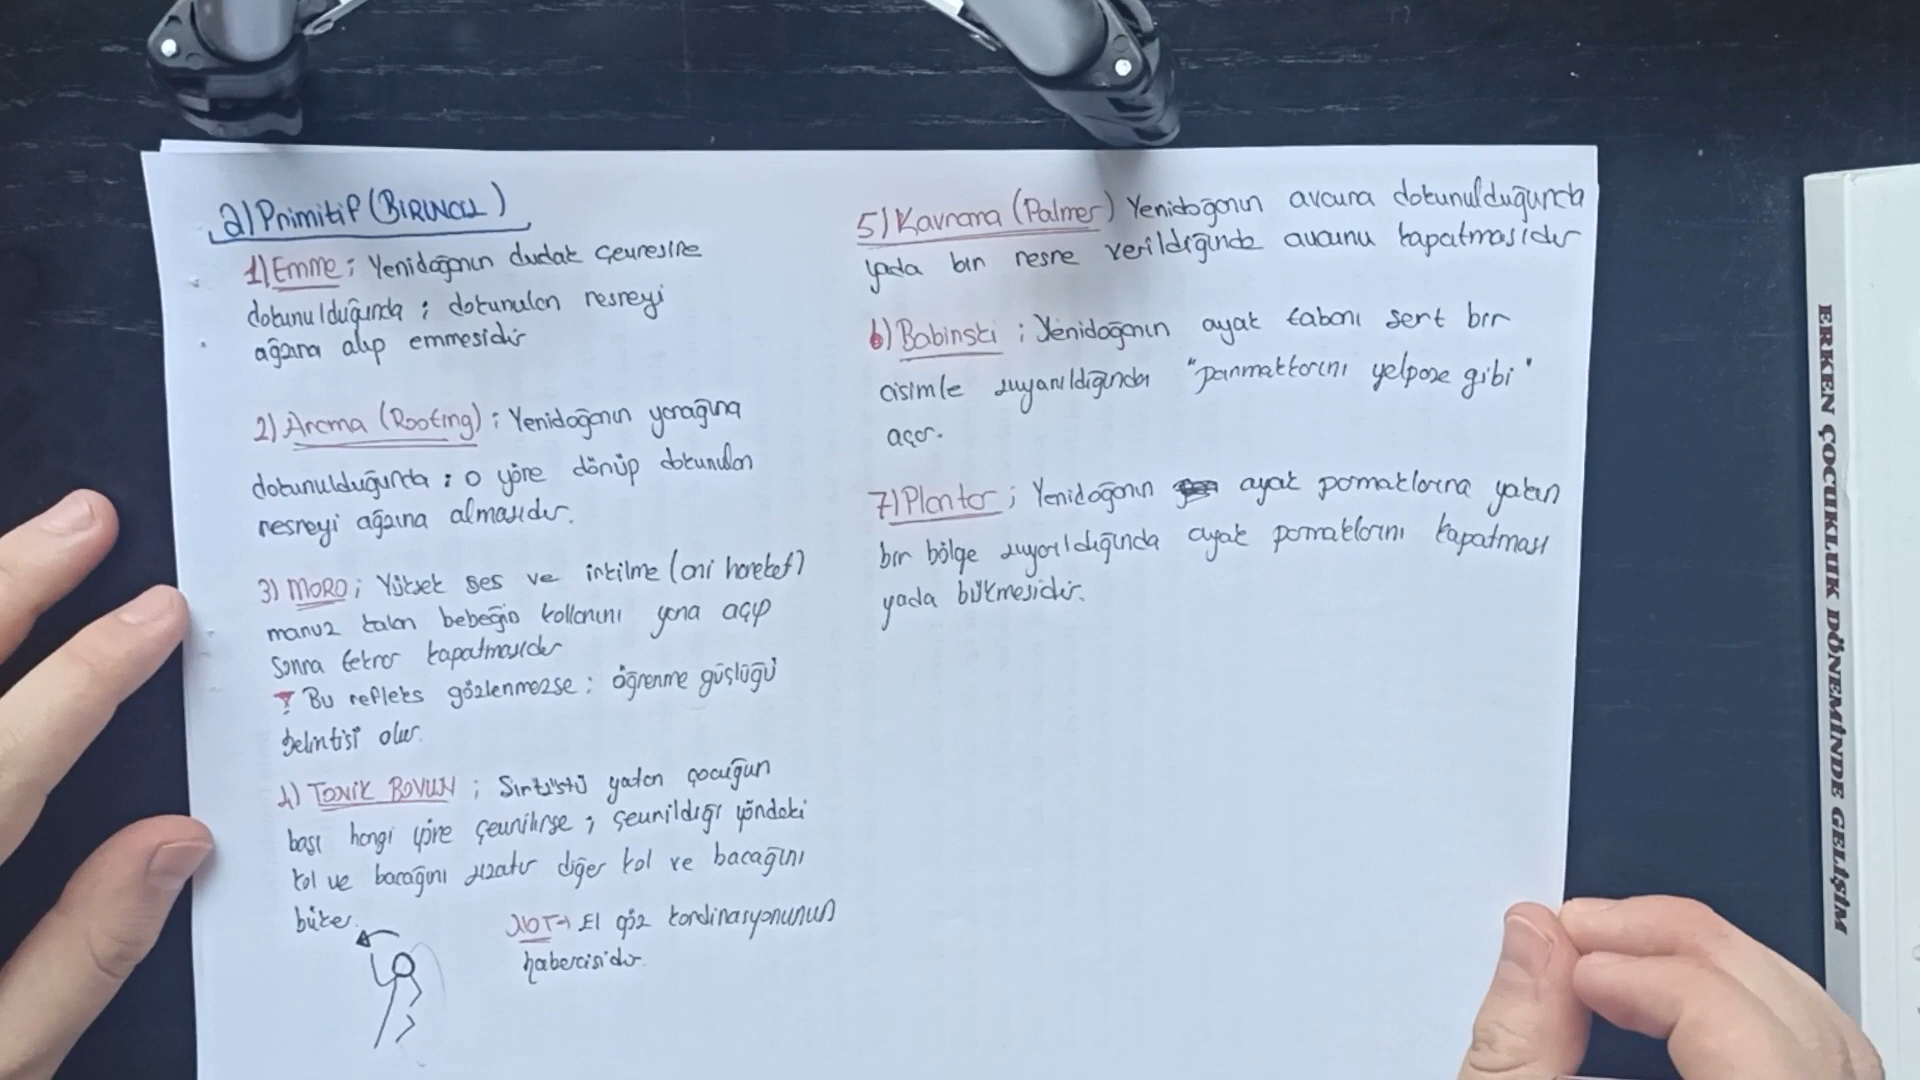 a) Primitif (BİRİNCİL)
1) Emme ; Yenidoğanın dudak çevresine
dokunulduğunda ; dokunulan nesneyi
ağzına alıp emmesidir
2) Arama (Rooting) ; Yenidoğanın yanağına
dokunulduğunda ; o yöne dönüp dokunulan
nesneyi ağzına almasıdır.
3) MORO ; Yüksek ses ve irkilme (ani hareket)
maruz kalan bebeğin kollarını yana açıp
sonra tekrar kapatmasıdır
! Bu refleks gözlenmezse : öğrenme güçlüğü
belirtisi olur.
4) TONİK BOYUN ; Sırtüstü yatan çocuğun
başı hangi yöne çevrilirse ; çevrildiği yöndeki
kol ve bacağını uzatır diğer kol ve bacağını
büker.
NOT→ El göz kordinasyonunun
habercisidir.
5) Kavrama (Palmer) Yenidoğanın avcuna dokunulduğunda
yada bir nesne verildiğinde avcunu kapatmasıdır
6) Babinski ; Yenidoğanın ayak tabanı sert bir
cisimle uyarıldığında "parmaklarını yelpaze gibi"
açar.
7) Plantar ; Yenidoğanın ayak parmaklarına yakın
bir bölge uyarıldığında ayak parmaklarını kapatması
yada bükmesidir.
ERKEN ÇOCUKLUK DÖNEMİNDE GELİŞİM